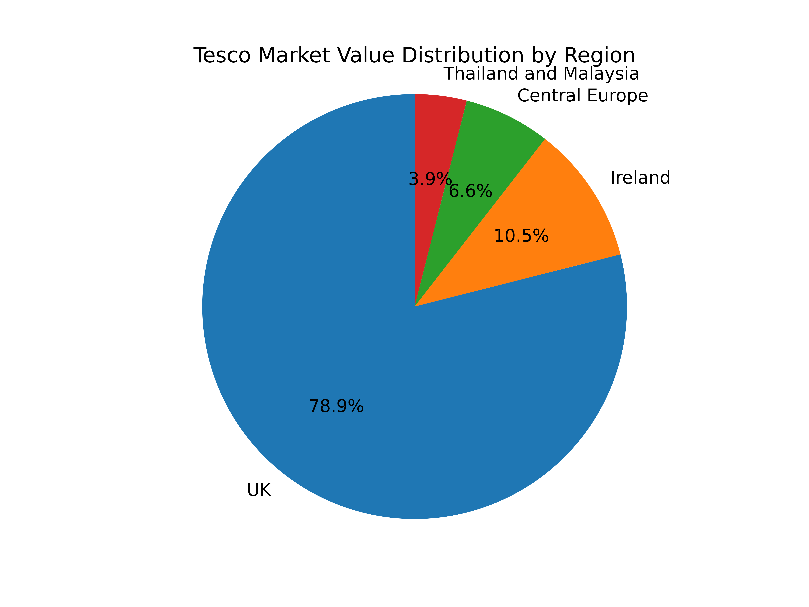 Tesco Market Value Distribution by Region
Thailand and Malaysia
Central Europe
Ireland
3.9%
6.6%
10.5%
78.9%
UK